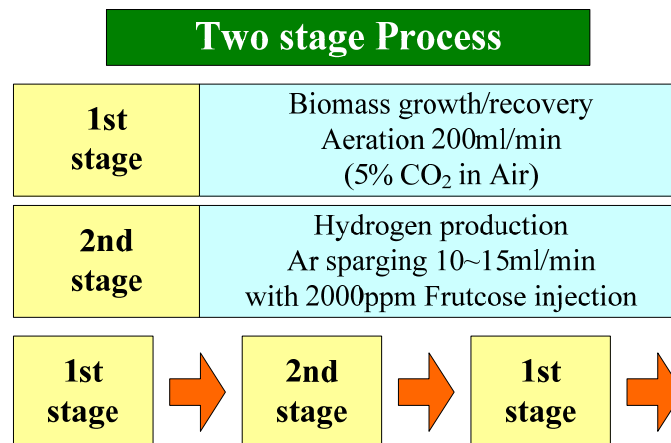 Two stage Process
1st
stage
Biomass growth/recovery
Aeration 200ml/min
(5% CO₂ in Air)
2nd
stage
Hydrogen production
Ar sparging 10~15ml/min
with 2000ppm Frutcose injection
1st
stage
2nd
stage
1st
stage